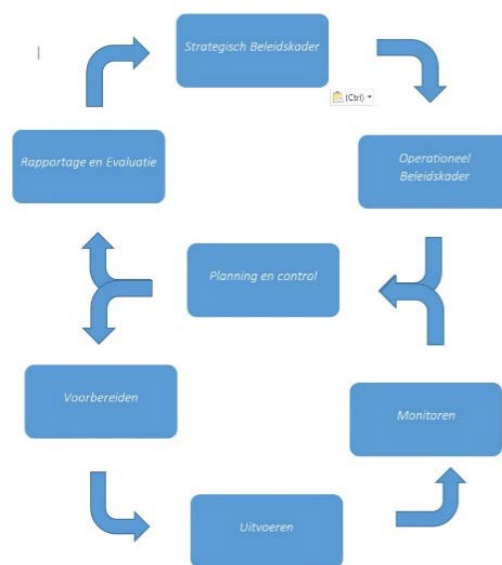 Strategisch Beleidskader
(Ctrl)
Rapportage en Evaluatie
Operationeel
Beleidskader
Planning en control
Voorbereiden
Monitoren
Uitvoeren